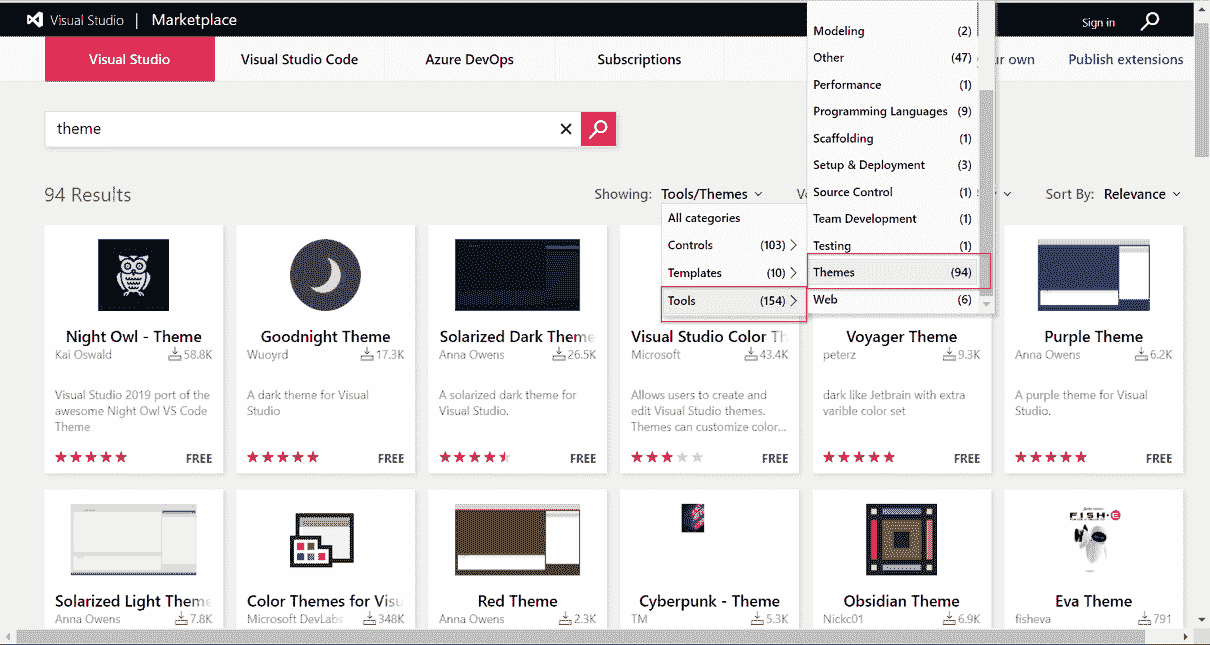 Visual Studio | Marketplace
Sign in
Visual Studio
Visual Studio Code
Azure DevOps
Subscriptions
own
Publish extensions
theme
94 Results
Showing: Tools/Themes
Sort By: Relevance
All categories
Controls (103)
Templates (10)
Tools (154)
Modeling (2)
Other (47)
Performance (1)
Programming Languages (9)
Scaffolding (1)
Setup & Deployment (3)
Source Control (1)
Team Development (1)
Testing (1)
Themes (94)
Web (6)
Night Owl - Theme
Kai Oswald 58.8K
Visual Studio 2019 port of the
awesome Night Owl VS Code
Theme
FREE
Goodnight Theme
Wuoyrd 17.3K
A dark theme for Visual
Studio
FREE
Solarized Dark Theme
Anna Owens 26.5K
A solarized dark theme for
Visual Studio.
FREE
Visual Studio Color Th
Microsoft 43.4K
Allows users to create and
edit Visual Studio themes.
Themes can customize color...
FREE
Voyager Theme
peterz 9.3K
dark like Jetbrain with extra
varible color set
FREE
Purple Theme
Anna Owens 6.2K
A purple theme for Visual
Studio.
FREE
Solarized Light Theme
Anna Owens 7.8K
Color Themes for Visu
Microsoft DevLabs 348K
Red Theme
Anna Owens 2.3K
Cyberpunk - Theme
TM 5.3K
Obsidian Theme
Nickc01 6.9K
FISH-E
Eva Theme
fisheva 791